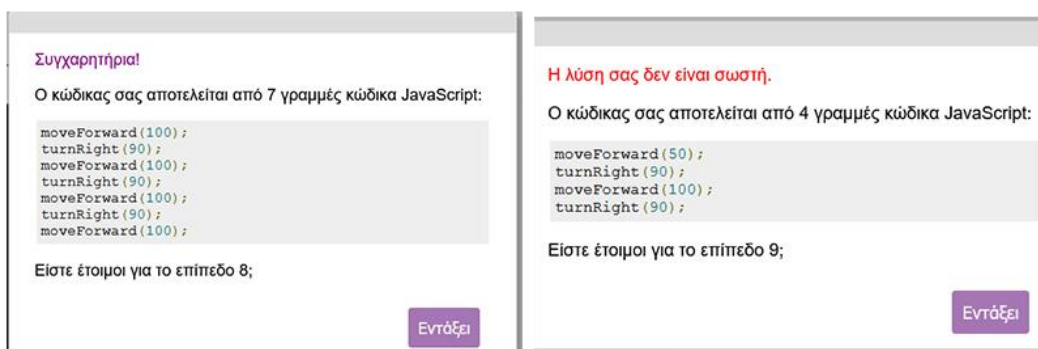 Συγχαρητήρια!
Ο κώδικας σας αποτελείται από 7 γραμμές κώδικα JavaScript:
moveForward(100);
turnRight(90);
moveForward(100);
turnRight(90);
moveForward(100);
turnRight(90);
moveForward(100);
Είστε έτοιμοι για το επίπεδο 8;
Εντάξει
Η λύση σας δεν είναι σωστή.
Ο κώδικας σας αποτελείται από 4 γραμμές κώδικα JavaScript:
moveForward(50);
turnRight(90);
moveForward(100);
turnRight(90);
Είστε έτοιμοι για το επίπεδο 9;
Εντάξει